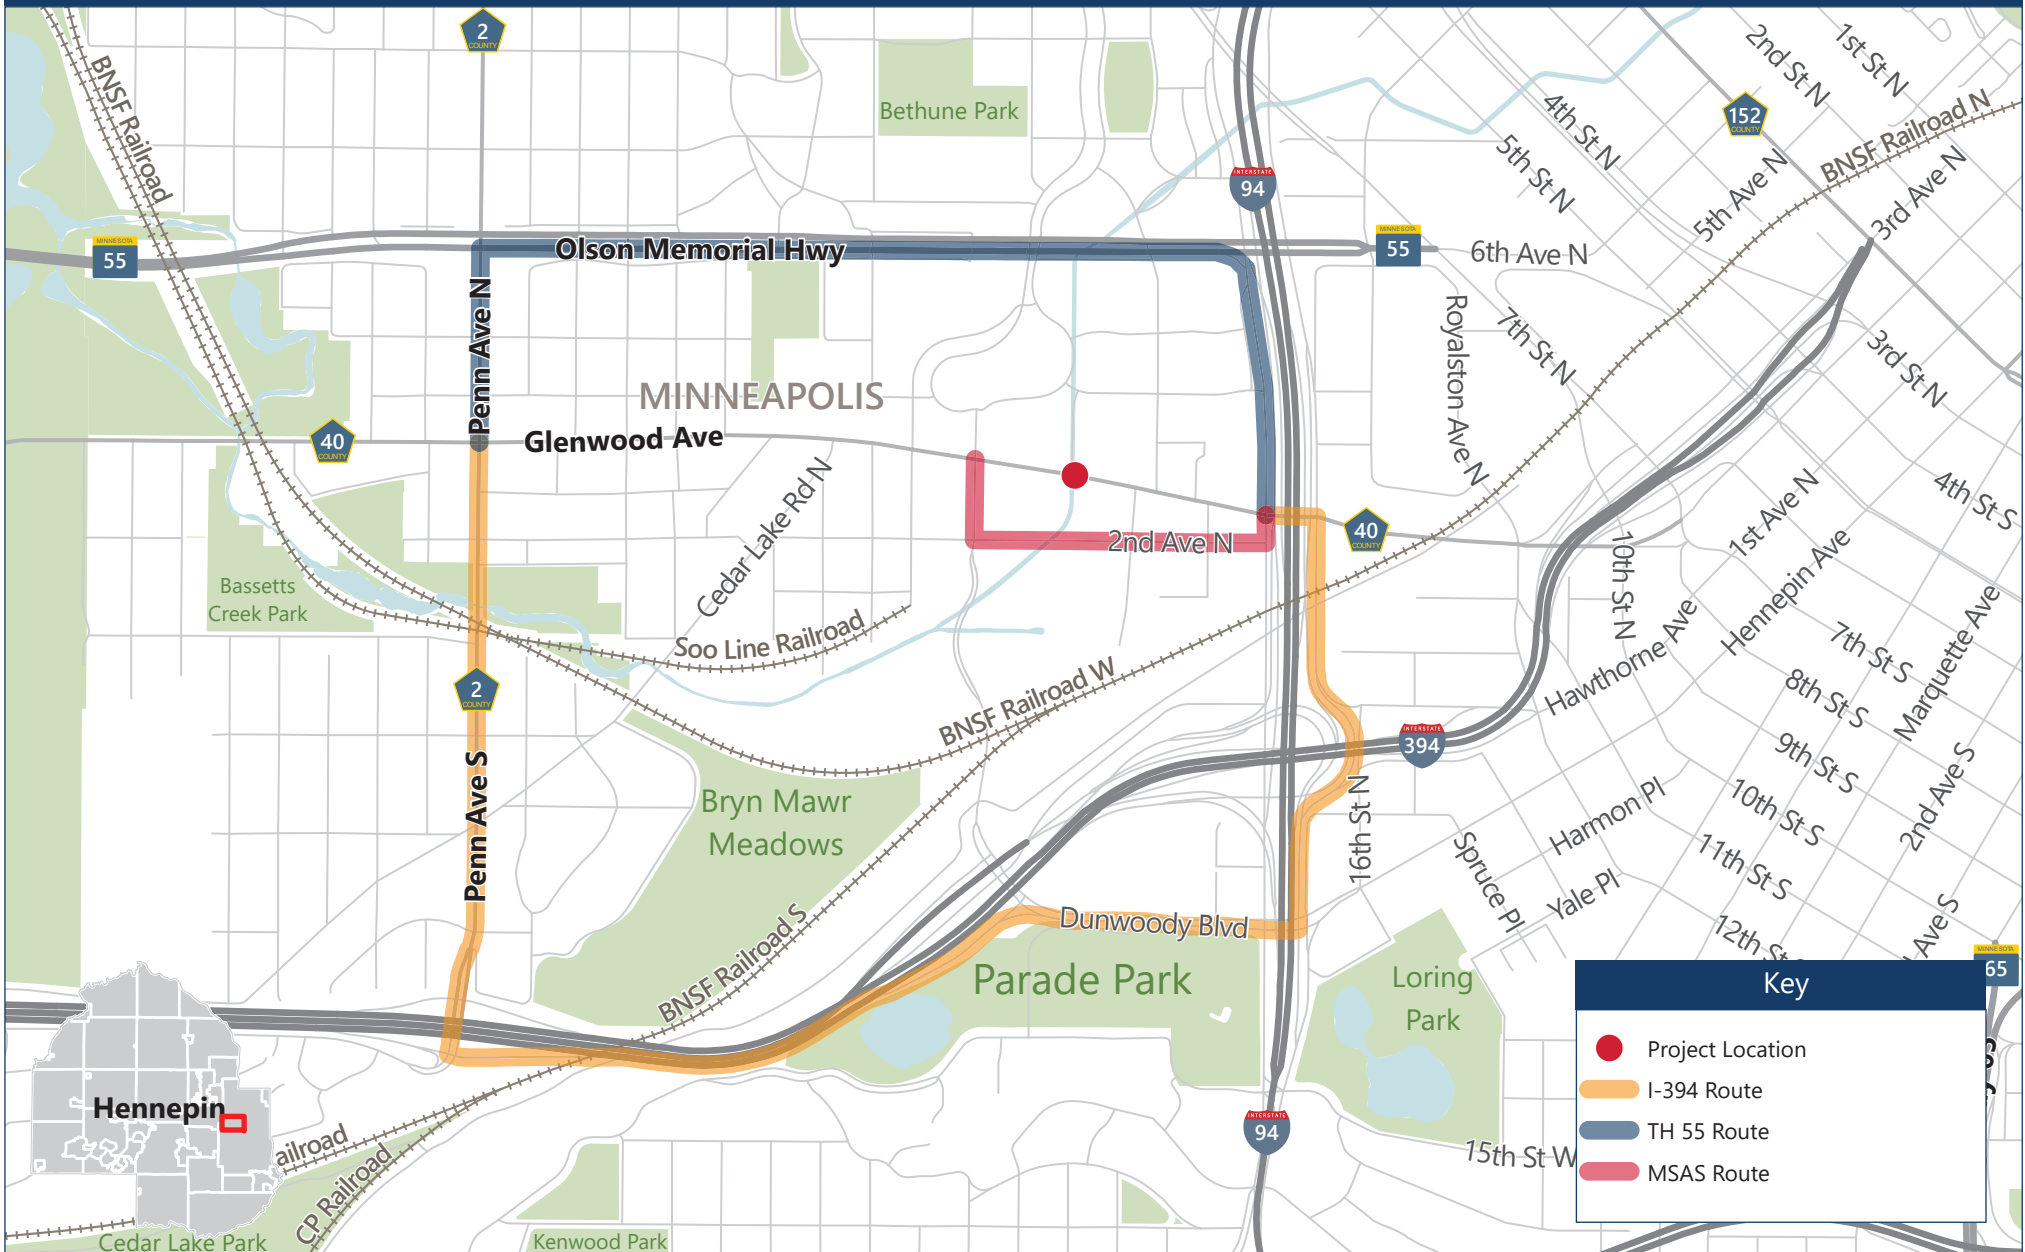 2
COUNTY
BNSF Railroad
Bethune Park
2nd St N
1st St N
4th St N
5th St N
152
COUNTY
BNSF Railroad N
5th Ave N
3rd Ave N
INTERSTATE
94
MINNESOTA
55
Olson Memorial Hwy
MINNESOTA
55
6th Ave N
Penn Ave N
Royalston Ave N
7th St N
3rd St N
MINNEAPOLIS
40
COUNTY
Glenwood Ave
Cedar Lake Rd N
2nd Ave N
40
COUNTY
10th St N
1st Ave N
4th St S
Bassetts
Creek Park
Hennepin Ave
Hawthorne Ave
Marquette Ave
Soo Line Railroad
7th St S
8th St S
2
COUNTY
BNSF Railroad W
INTERSTATE
394
9th St S
2nd Ave S
Penn Ave S
Bryn Mawr
Meadows
16th St N
Harmon Pl
10th St S
Spruce Pl
11th St S
Yale Pl
Dunwoody Blvd
BNSF Railroad S
Parade Park
Loring
Park
12th St S
Ave S
MINNESOTA
65
Key
Project Location
I-394 Route
TH 55 Route
MSAS Route
Hennepin
INTERSTATE
94
15th St W
ailroad
CP Railroad
Cedar Lake Park
Kenwood Park